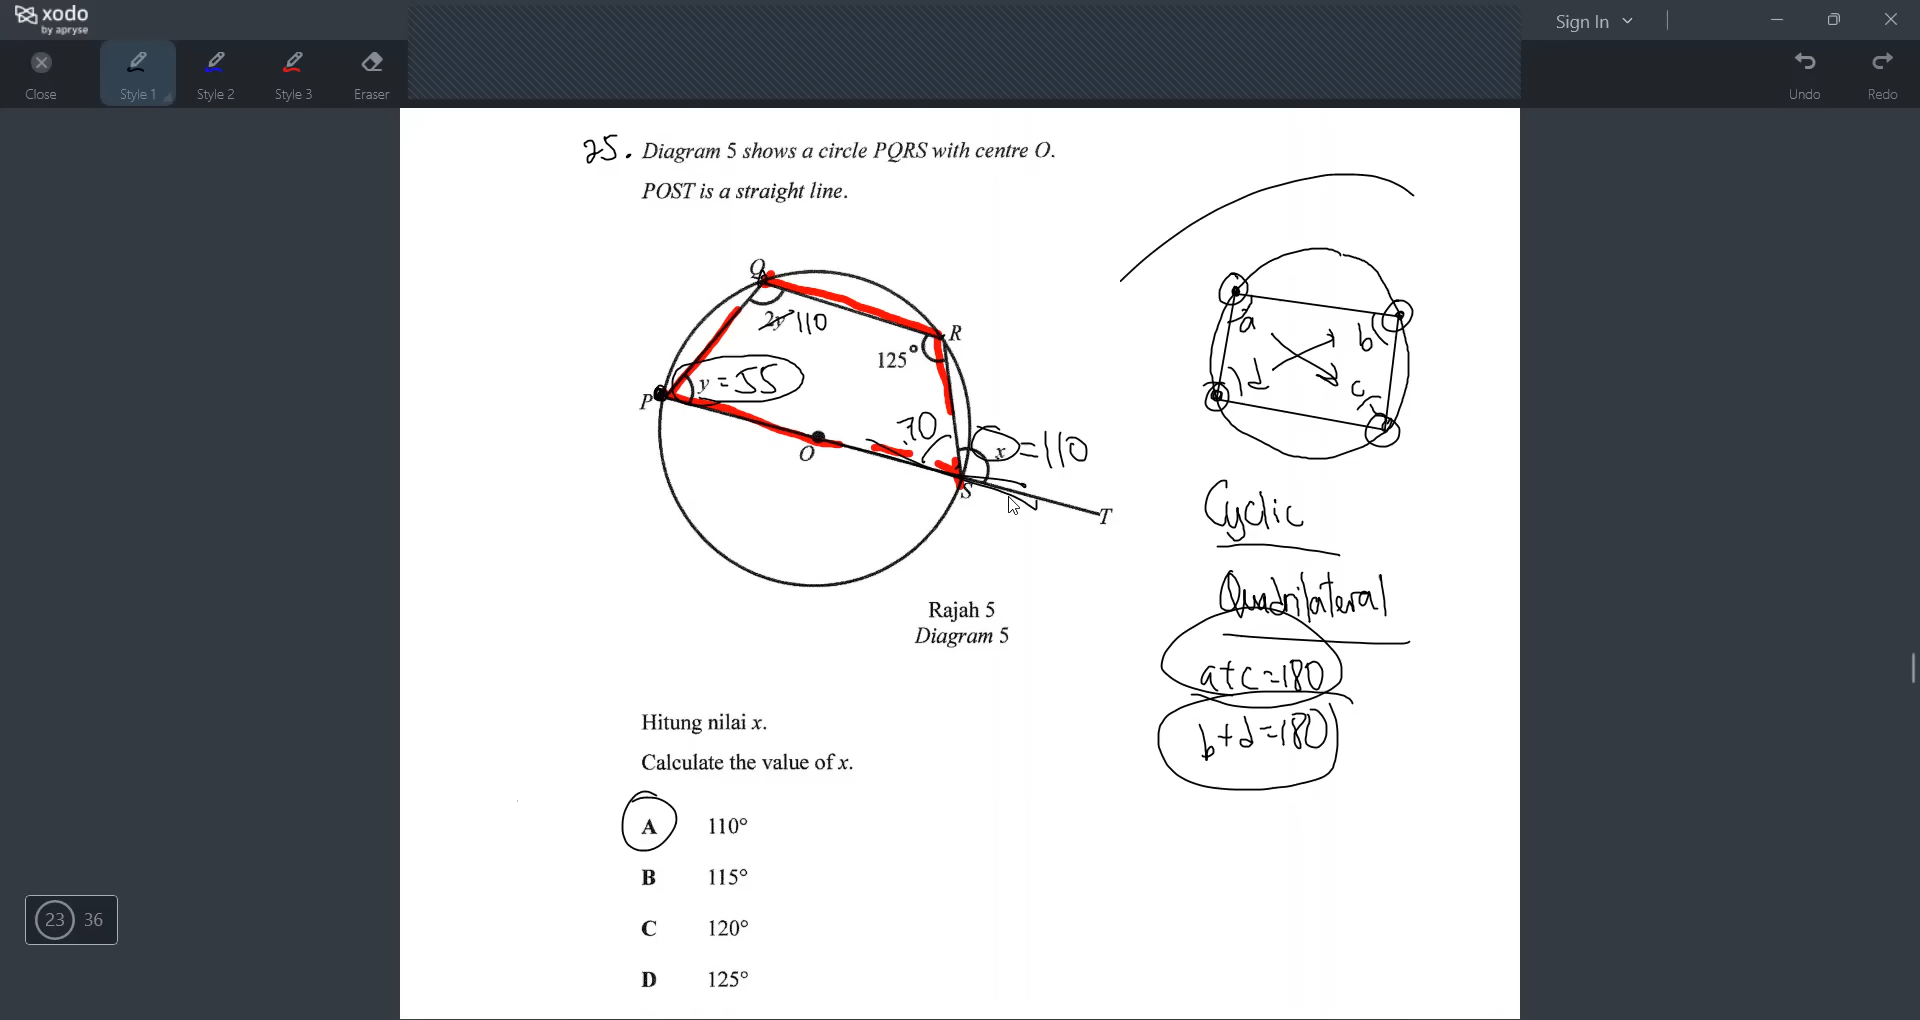 xodo
by apryse
Sign In
Close
Style 1
Style 2
Style 3
Eraser
Undo
Redo
25. Diagram 5 shows a circle PQRS with centre O.
POST is a straight line.
Q
2y 110
R
125°
P
y = 55
O
70
x = 110
S
T
a
b
c
d
Cyclic
Quadrilateral
a+c=180
b+d=180
Rajah 5
Diagram 5
Hitung nilai x.
Calculate the value of x.
A 110°
B 115°
C 120°
D 125°
23 36